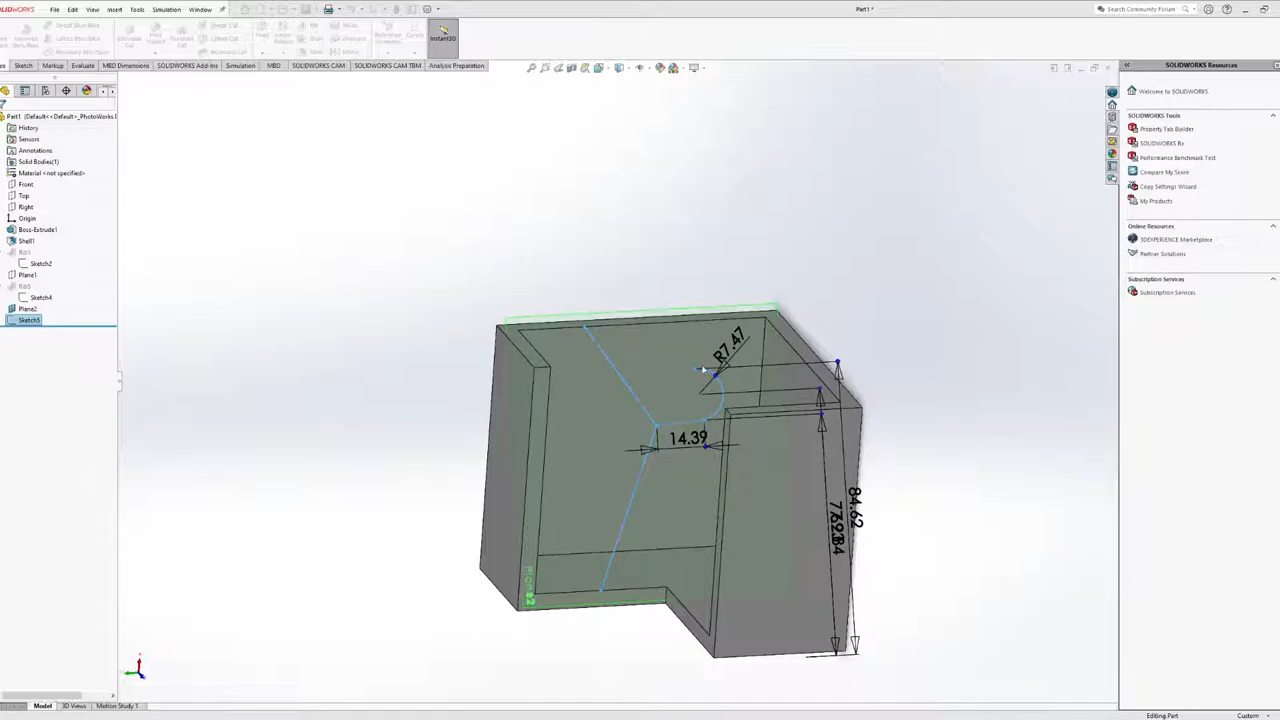 SOLIDWORKS
File Edit View Insert Tools Simulation Window
Part1 *
Search Community Forum
Instant3D
Sketch Markup Evaluate MBD Dimensions SOLIDWORKS Add-Ins Simulation MBD SOLIDWORKS CAM SOLIDWORKS CAM TBM Analysis Preparation
SOLIDWORKS Resources
Welcome to SOLIDWORKS
SOLIDWORKS Tools
Property Tab Builder
SOLIDWORKS Rx
Performance Benchmark Test
Compare My Score
Copy Settings Wizard
My Products
Online Resources
3DEXPERIENCE Marketplace
Partner Solutions
Subscription Services
Subscription Services
Part1 (Default<<Default>_PhotoWorks D
History
Sensors
Annotations
Solid Bodies(1)
Material <not specified>
Front
Top
Right
Origin
Boss-Extrude1
Shell1
Sketch2
Plane1
Sketch4
Plane2
Sketch5
R7.47
14.39
84.62
Plane2
Model 3D Views Motion Study 1
Editing Part Custom